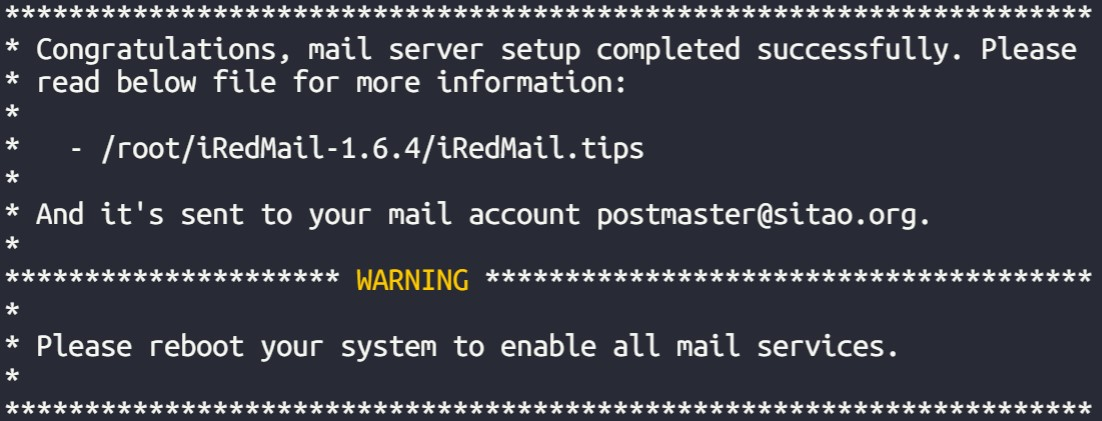 ********************************************************************
* Congratulations, mail server setup completed successfully. Please
* read below file for more information:
*
*   - /root/iRedMail-1.6.4/iRedMail.tips
*
* And it's sent to your mail account postmaster@sitao.org.
*
********************* WARNING **************************************
*
* Please reboot your system to enable all mail services.
*
********************************************************************